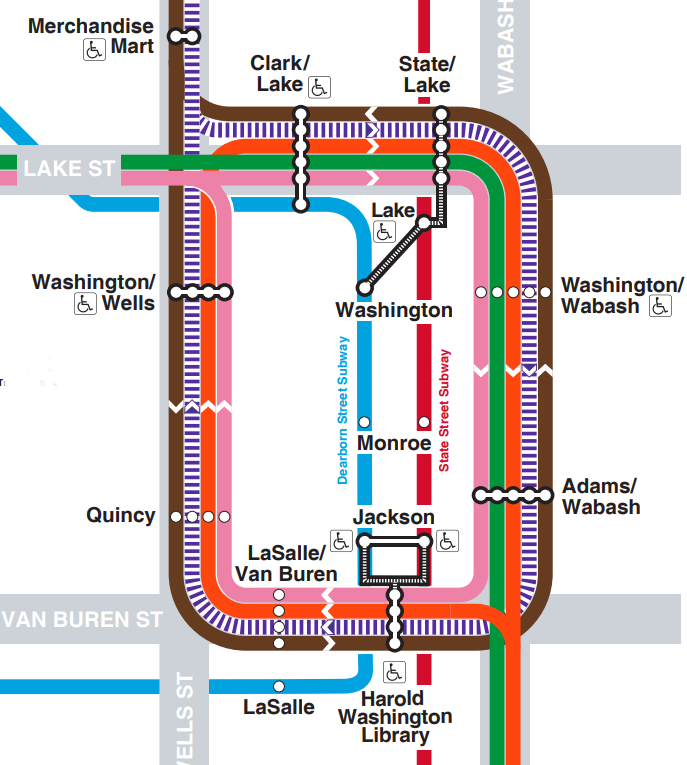 Merchandise
Mart
WABASH
Clark/
Lake
State/
Lake
LAKE ST
Lake
Washington/
Wells
Washington
Washington/
Wabash
Dearborn Street Subway
State Street Subway
Monroe
Adams/
Wabash
Quincy
Jackson
LaSalle/
Van Buren
VAN BUREN ST
WELLS ST
LaSalle
Harold
Washington
Library